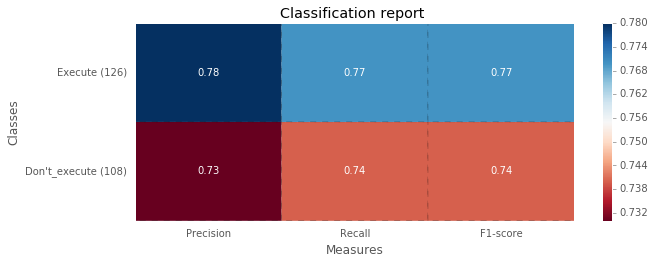 Classification report
Classes
Execute (126)
0.78 0.77 0.77
Don't_execute (108)
0.73 0.74 0.74
Precision Recall F1-score
Measures
0.780
0.774
0.768
0.762
0.756
0.750
0.744
0.738
0.732